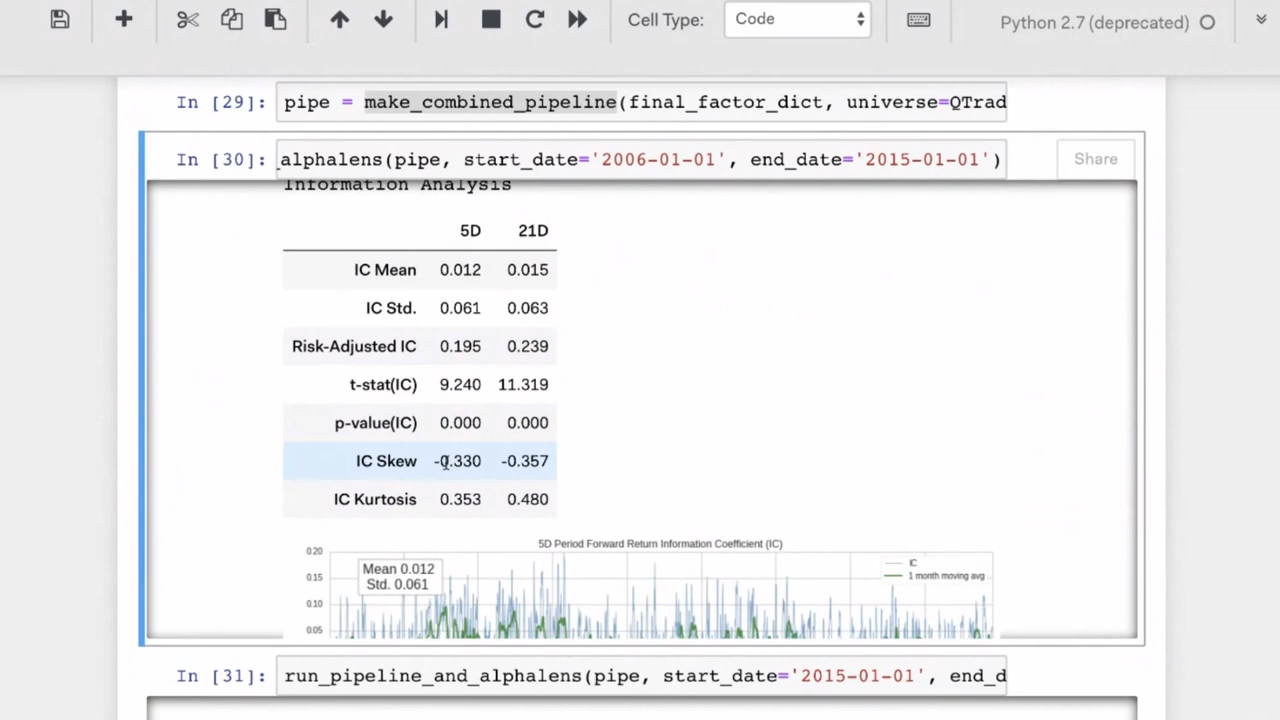 Cell Type: Code Python 2.7 (deprecated)
In [29]: pipe = make_combined_pipeline(final_factor_dict, universe=QTrad
In [30]: _alphalens(pipe, start_date='2006-01-01', end_date='2015-01-01') Share
Information Analysis
5D 21D
IC Mean 0.012 0.015
IC Std. 0.061 0.063
Risk-Adjusted IC 0.195 0.239
t-stat(IC) 9.240 11.319
p-value(IC) 0.000 0.000
IC Skew -0.330 -0.357
IC Kurtosis 0.353 0.480
5D Period Forward Return Information Coefficient (IC)
0.20
0.15
0.10
0.05
Mean 0.012
Std. 0.061
IC
1 month moving avg
In [31]: run_pipeline_and_alphalens(pipe, start_date='2015-01-01', end_d